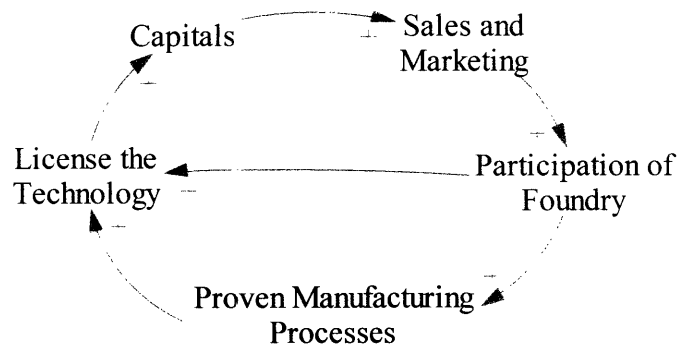 Capitals
Sales and
Marketing
License the
Technology
Participation of
Foundry
Proven Manufacturing
Processes